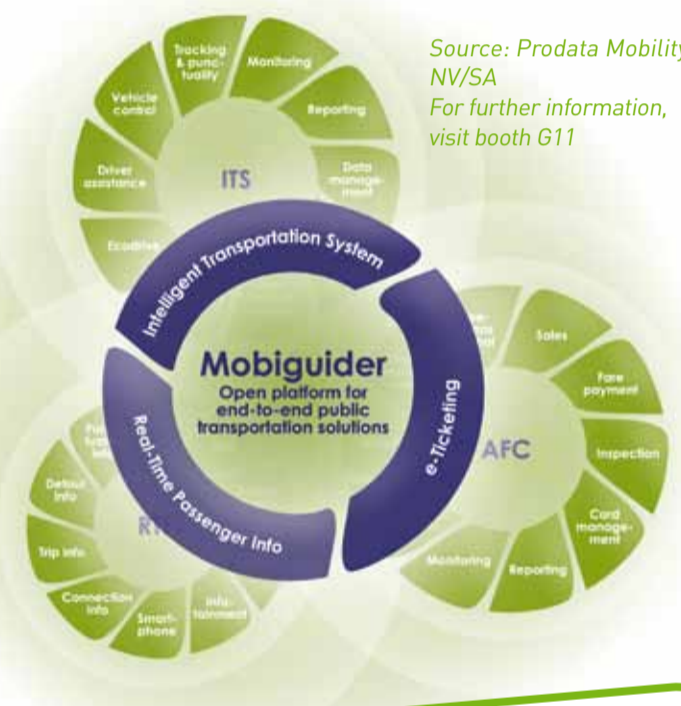 Source: Prodata Mobility
NV/SA
For further information,
visit booth G11
Tracking
& punc-
tuality
Monitoring
Reporting
Data
manage-
ment
Vehicle
control
Driver
assistance
Ecodrive
ITS
Intelligent Transportation System
Mobiguider
Open platform for
end-to-end public
transportation solutions
e-Ticketing
Real-Time Passenger Info
AFC
Sales
Fare
payment
Inspection
Card
manage-
ment
Reporting
Monitoring
Detour
info
Trip info
Connection
info
Smart-
phone
Info-
tainment